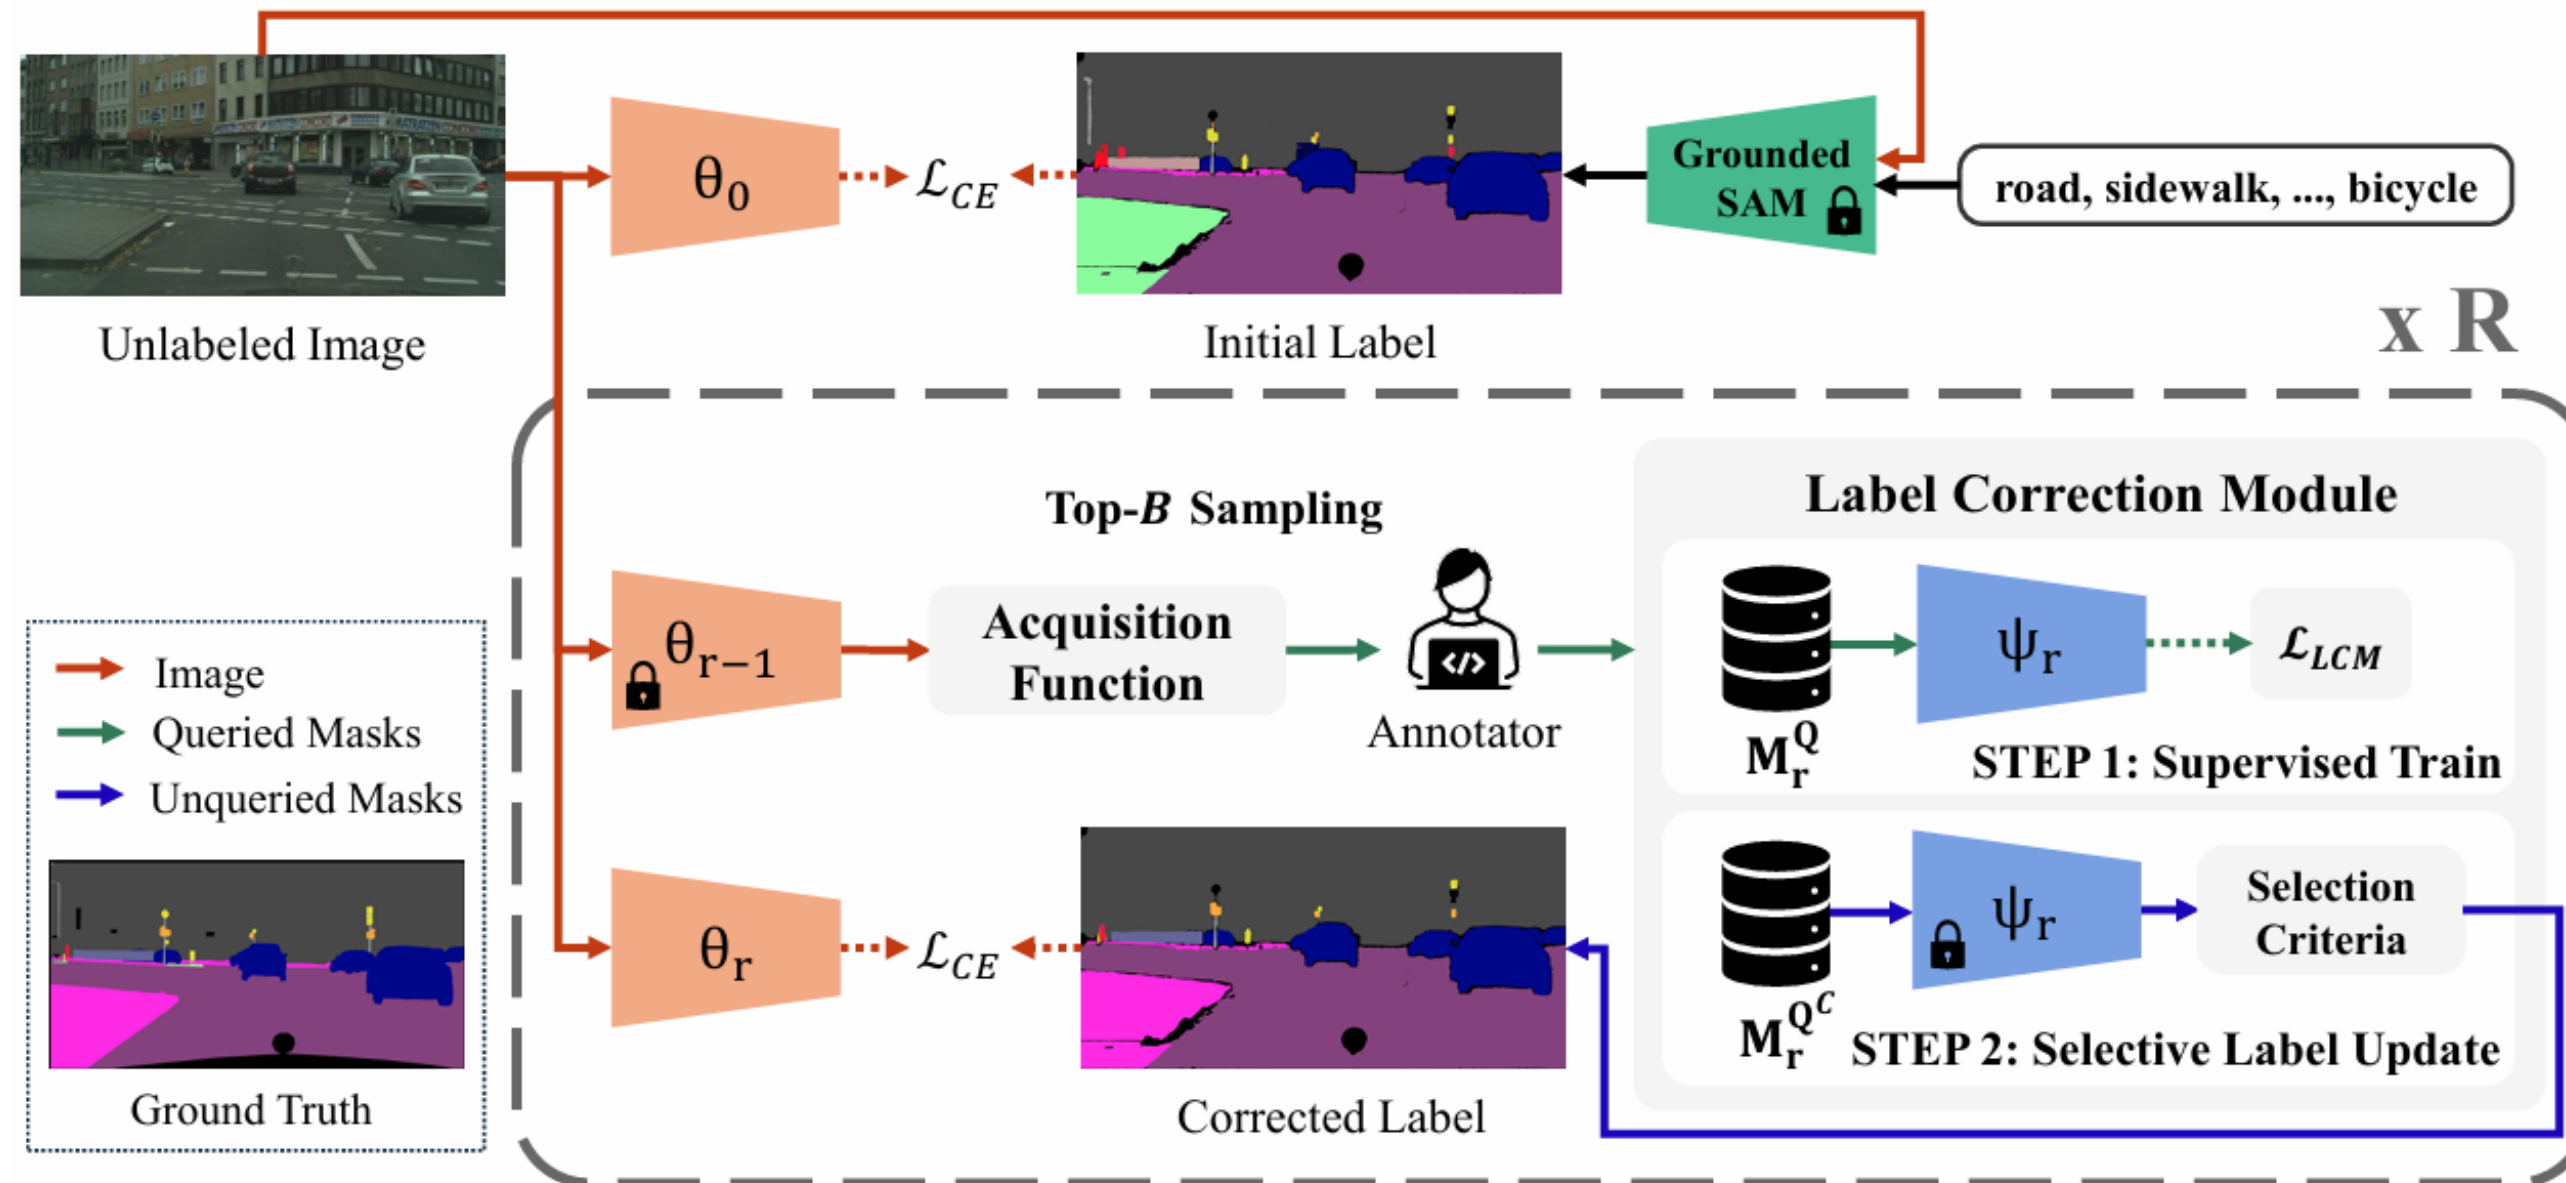 θ0
ℒCE
Grounded
SAM
road, sidewalk, ..., bicycle
Unlabeled Image
Initial Label
x R
Top-B Sampling
Label Correction Module
θr−1
Acquisition
Function
Annotator
MrQ
ψr
ℒLCM
STEP 1: Supervised Train
Image
Queried Masks
Unqueried Masks
Ground Truth
θr
ℒCE
Corrected Label
MrQC
ψr
Selection
Criteria
STEP 2: Selective Label Update